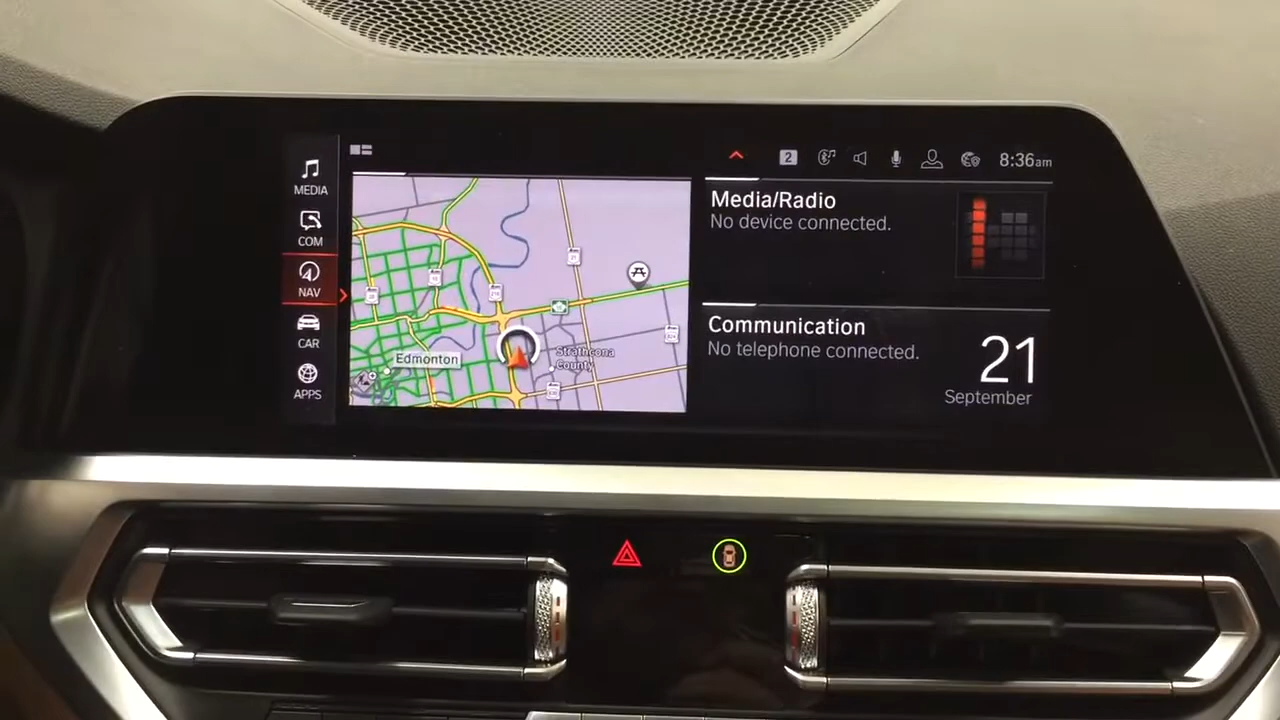 2
8:36am
MEDIA
COM
NAV
CAR
APPS
Edmonton
Strathcona
County
Media/Radio
No device connected.
Communication
No telephone connected.
21
September